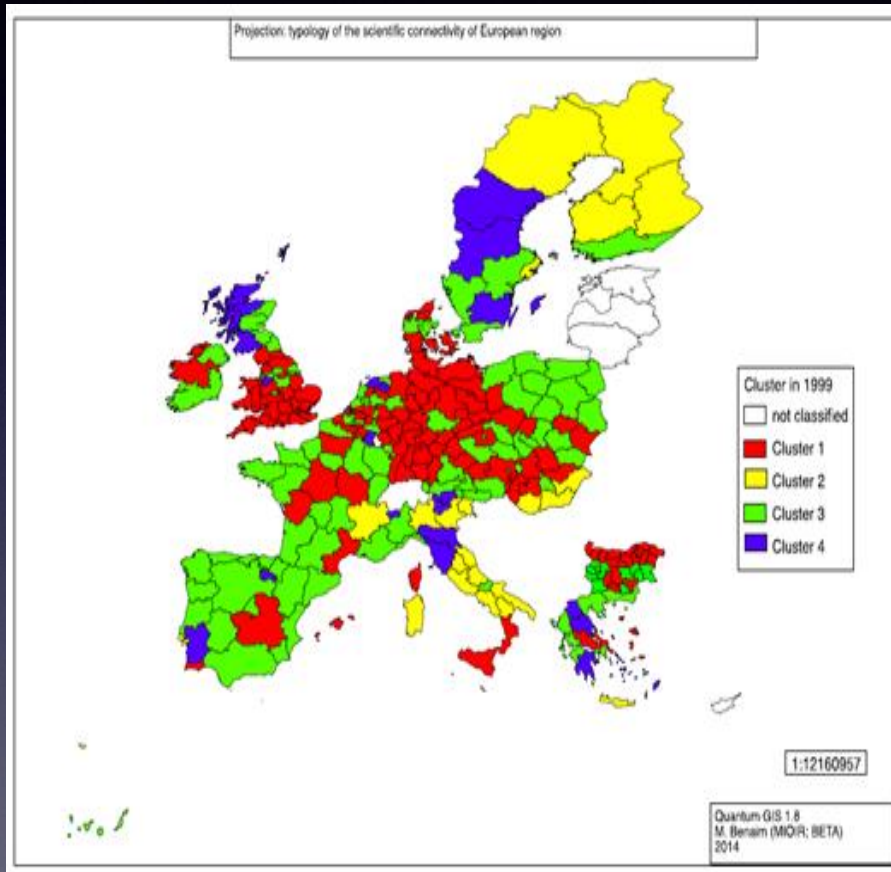 Projection: typology of the scientific connectivity of European region
Cluster in 1999
not classified
Cluster 1
Cluster 2
Cluster 3
Cluster 4
1:12160957
Quantum GIS 1.8
M. Benaim (MIOIR; BETA)
2014